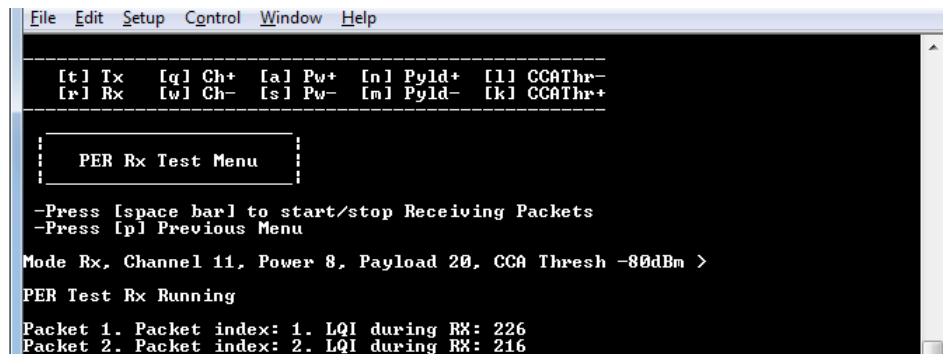 File Edit Setup Control Window Help
[t] Tx [q] Ch+ [a] Pw+ [n] Pyld+ [l] CCAThr-
[r] Rx [w] Ch- [s] Pw- [m] Pyld- [k] CCAThr+
PER Rx Test Menu
-Press [space bar] to start/stop Receiving Packets
-Press [p] Previous Menu
Mode Rx, Channel 11, Power 8, Payload 20, CCA Thresh -80dBm >
PER Test Rx Running
Packet 1. Packet index: 1. LQI during RX: 226
Packet 2. Packet index: 2. LQI during RX: 216